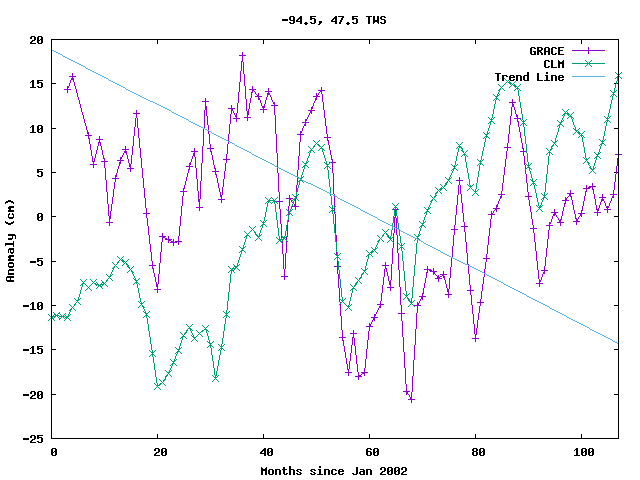 -94.5, 47.5 TWS
GRACE
CLM
Trend Line
20
15
10
5
0
-5
-10
-15
-20
-25
Anomaly (cm)
0 20 40 60 80 100
Months since Jan 2002